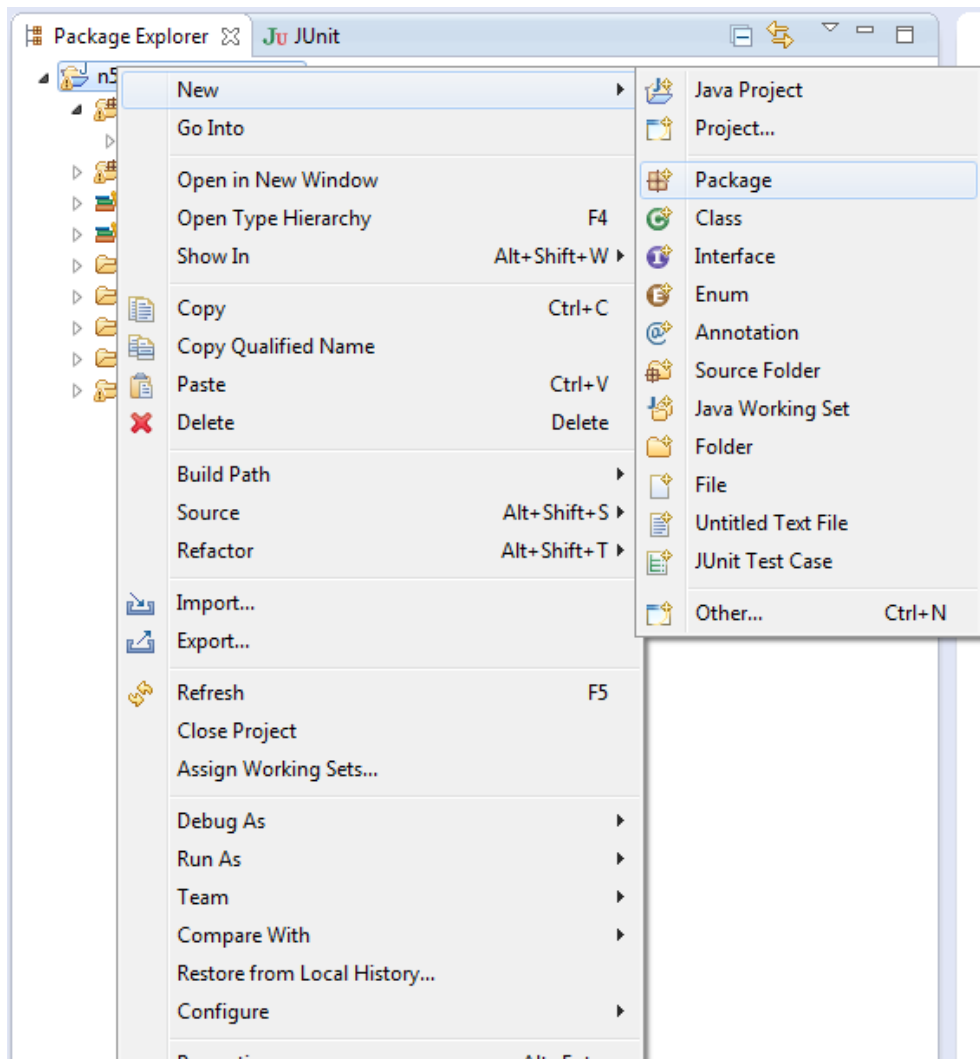 Package Explorer JU JUnit
n5
New
Go Into
Open in New Window
Open Type Hierarchy F4
Show In Alt+Shift+W
Copy Ctrl+C
Copy Qualified Name
Paste Ctrl+V
Delete Delete
Build Path
Source Alt+Shift+S
Refactor Alt+Shift+T
Import...
Export...
Refresh F5
Close Project
Assign Working Sets...
Debug As
Run As
Team
Compare With
Restore from Local History...
Configure
Java Project
Project...
Package
Class
Interface
Enum
Annotation
Source Folder
Java Working Set
Folder
File
Untitled Text File
JUnit Test Case
Other... Ctrl+N